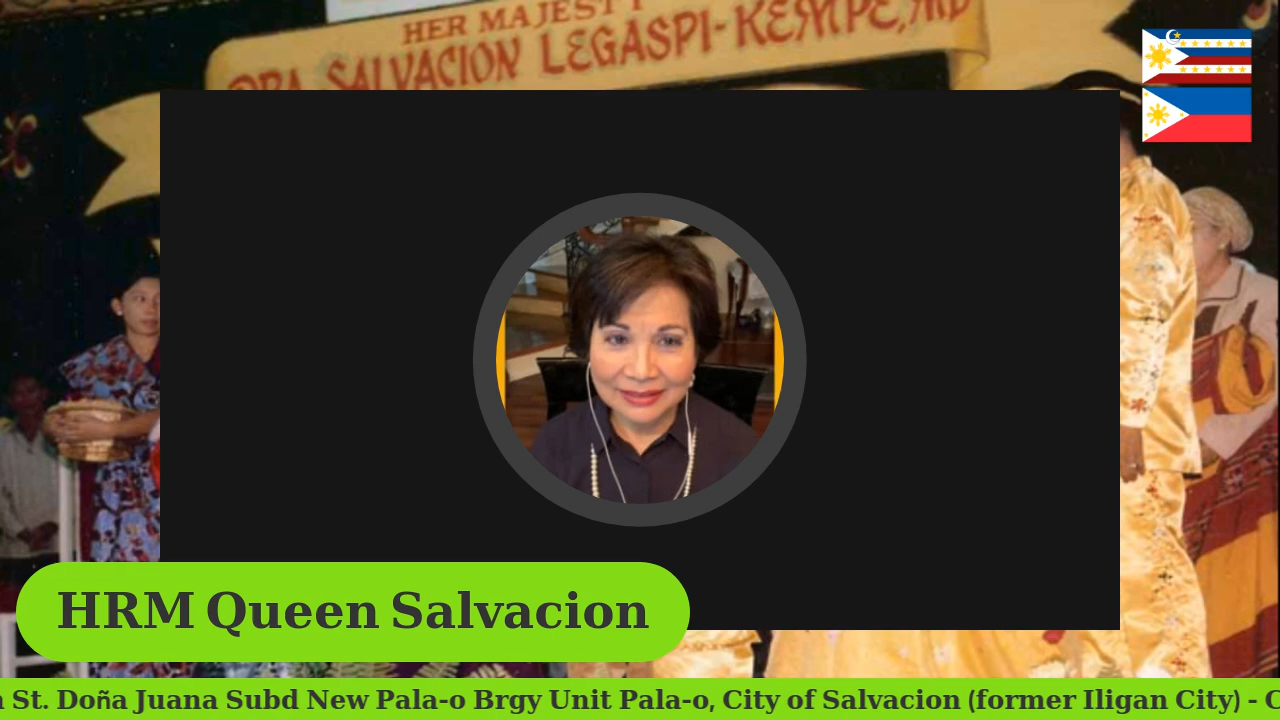 HER MAJESTY
DRA. SALVACION LEGASPI-KEMPE, MD
HRM Queen Salvacion
St. Doña Juana Subd New Pala-o Brgy Unit Pala-o, City of Salvacion (former Iligan City) -